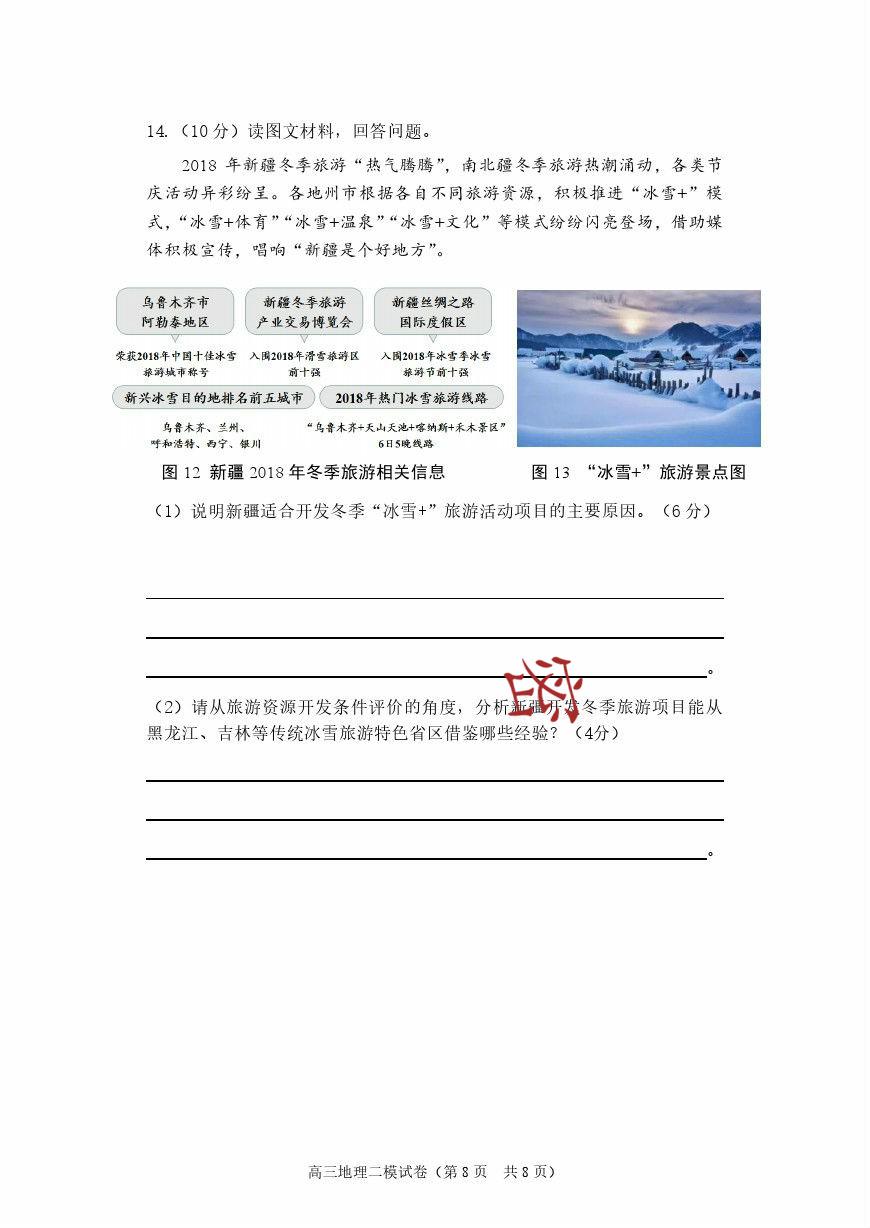 14.（10 分）读图文材料，回答问题。
2018 年新疆冬季旅游“热气腾腾”，南北疆冬季旅游热潮涌动，各类节
庆活动异彩纷呈。各地州市根据各自不同旅游资源，积极推进“冰雪+”模
式，“冰雪+体育”“冰雪+温泉”“冰雪+文化”等模式纷纷闪亮登场，借助媒
体积极宣传，唱响“新疆是个好地方”。
乌鲁木齐市
阿勒泰地区
荣获2018年中国十佳冰雪
旅游城市称号
新疆冬季旅游
产业交易博览会
入围2018年滑雪旅游区
前十强
新疆丝绸之路
国际度假区
入围2018年冰雪季冰雪
旅游节前十强
新兴冰雪目的地排名前五城市
乌鲁木齐、兰州、
呼和浩特、西宁、银川
2018年热门冰雪旅游线路
“乌鲁木齐+天山天池+喀纳斯+禾木景区”
6日5晚线路
图 12 新疆 2018 年冬季旅游相关信息
图 13 “冰雪+”旅游景点图
（1）说明新疆适合开发冬季“冰雪+”旅游活动项目的主要原因。（6 分）
。
（2）请从旅游资源开发条件评价的角度，分析新疆开发冬季旅游项目能从
黑龙江、吉林等传统冰雪旅游特色省区借鉴哪些经验？（4分）
。
高三地理二模试卷（第 8 页 共 8 页）